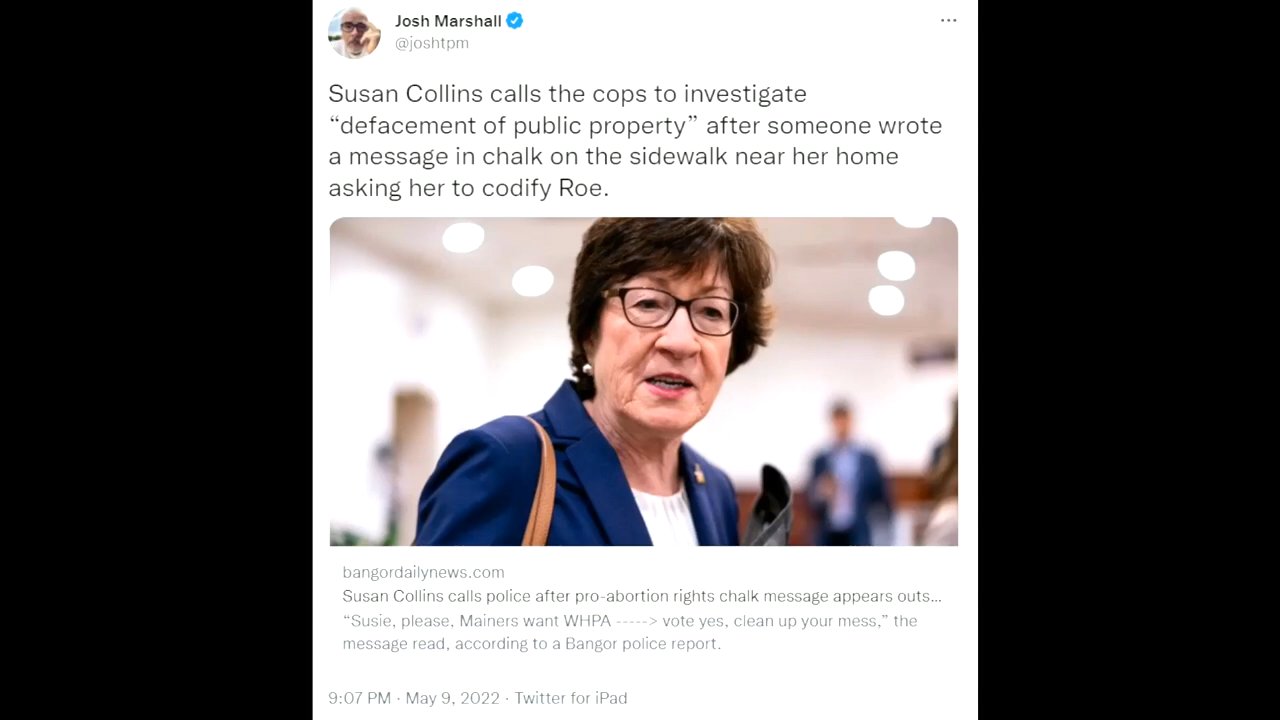 Josh Marshall
@joshtpm
Susan Collins calls the cops to investigate
“defacement of public property” after someone wrote
a message in chalk on the sidewalk near her home
asking her to codify Roe.
bangordailynews.com
Susan Collins calls police after pro-abortion rights chalk message appears outs...
“Susie, please, Mainers want WHPA -----> vote yes, clean up your mess,” the
message read, according to a Bangor police report.
9:07 PM · May 9, 2022 · Twitter for iPad